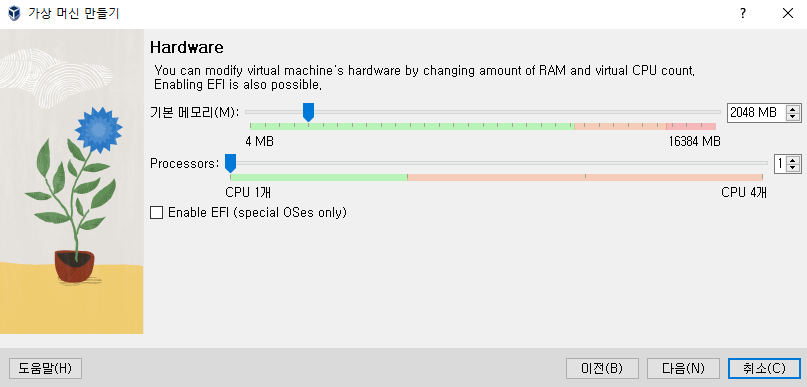 가상 머신 만들기
Hardware
You can modify virtual machine's hardware by changing amount of RAM and virtual CPU count.
Enabling EFI is also possible.
기본 메모리(M): 2048 MB
4 MB 16384 MB
Processors: 1
CPU 1개 CPU 4개
Enable EFI (special OSes only)
도움말(H) 이전(B) 다음(N) 취소(C)